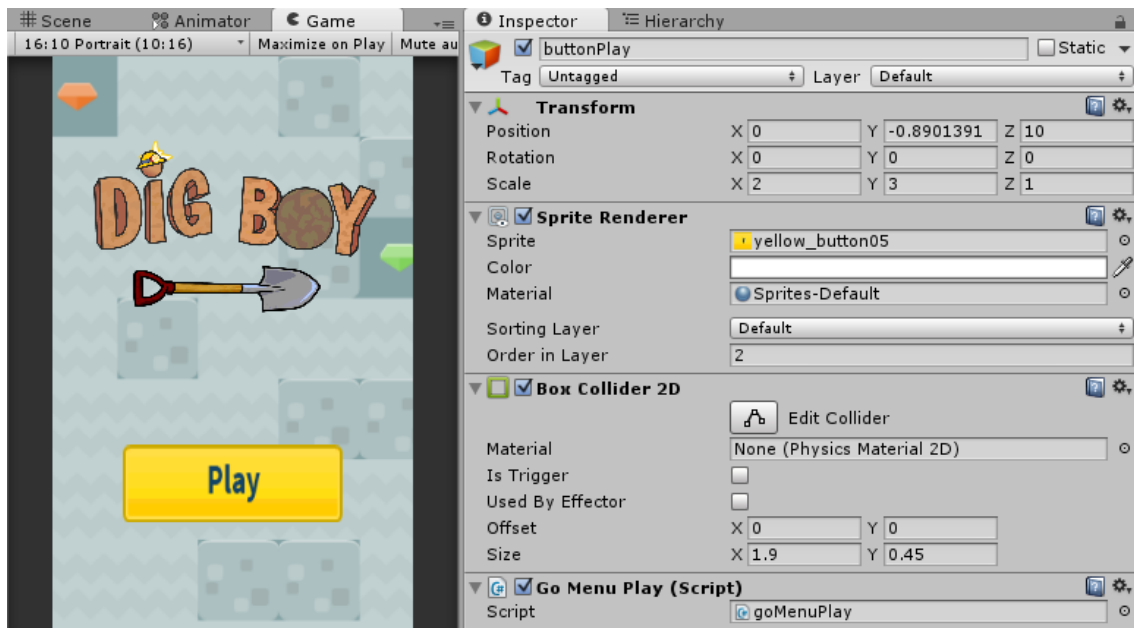 Scene Animator Game
16:10 Portrait (10:16) Maximize on Play Mute au
DIG BOY
Play
Inspector Hierarchy
buttonPlay Static
Tag Untagged Layer Default
Transform
Position X 0 Y -0.8901391 Z 10
Rotation X 0 Y 0 Z 0
Scale X 2 Y 3 Z 1
Sprite Renderer
Sprite yellow_button05
Color
Material Sprites-Default
Sorting Layer Default
Order in Layer 2
Box Collider 2D
Edit Collider
Material None (Physics Material 2D)
Is Trigger
Used By Effector
Offset X 0 Y 0
Size X 1.9 Y 0.45
Go Menu Play (Script)
Script goMenuPlay